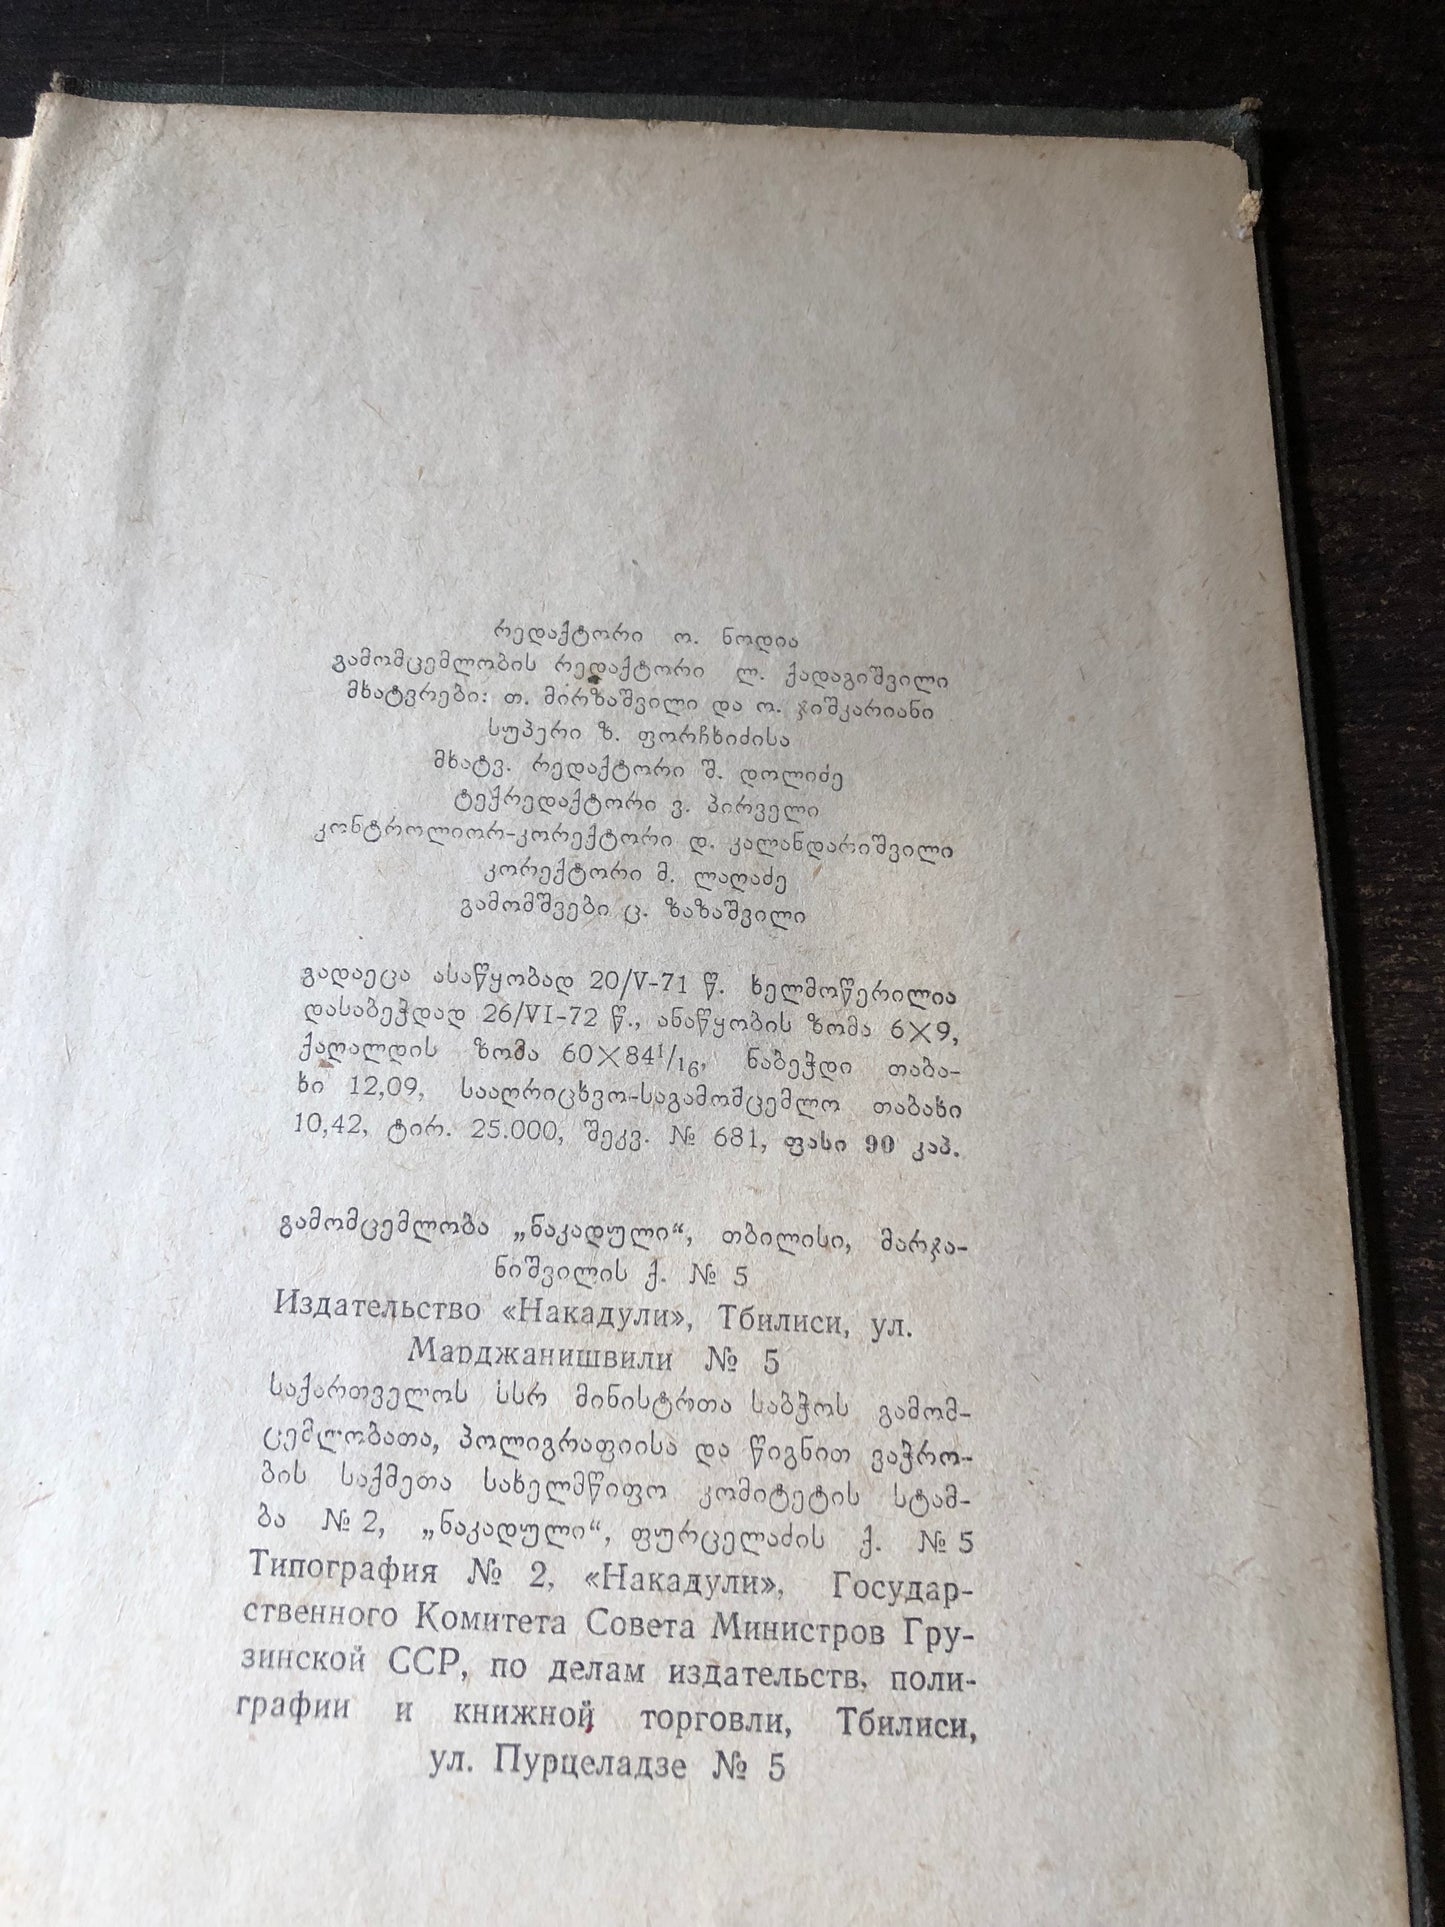 რედაქტორი ო. ნოდია
გამომცემლობის რედაქტორი ლ. ქადაგიშვილი
მხატვრები: თ. მირზაშვილი და ო. ჯიშკარიანი
სუპერი ზ. ფორჩხიძისა
მხატვ. რედაქტორი შ. დოლიძე
ტექრედაქტორი ვ. პირველი
კონტროლიორ-კორექტორი დ. კალანდარიშვილი
კორექტორი მ. ლაღაძე
გამომშვები ც. ზაზაშვილი
გადაეცა ასაწყობად 20/V-71 წ. ხელმოწერილია
დასაბეჭდად 26/VI-72 წ., ანაწყობის ზომა 6×9,
ქაღალდის ზომა 60×84¹/₁₆, ნაბეჭდი თაბა-
ხი 12,09, სააღრიცხვო-საგამომცემლო თაბახი
10,42, ტირ. 25.000, შეკვ. № 681, ფასი 90 კაპ.
გამომცემლობა „ნაკადული“, თბილისი, მარჯა-
ნიშვილის ქ. № 5
Издательство «Накадули», Тбилиси, ул.
Марджанишвили № 5
საქართველოს სსრ მინისტრთა საბჭოს გამომ-
ცემლობათა, პოლიგრაფიისა და წიგნით ვაჭრო-
ბის საქმეთა სახელმწიფო კომიტეტის სტამ-
ბა № 2, „ნაკადული“, ფურცელაძის ქ. № 5
Типография № 2, «Накадули», Государ-
ственного Комитета Совета Министров Гру-
зинской ССР, по делам издательств, поли-
графии и книжной торговли, Тбилиси,
ул. Пурцеладзе № 5